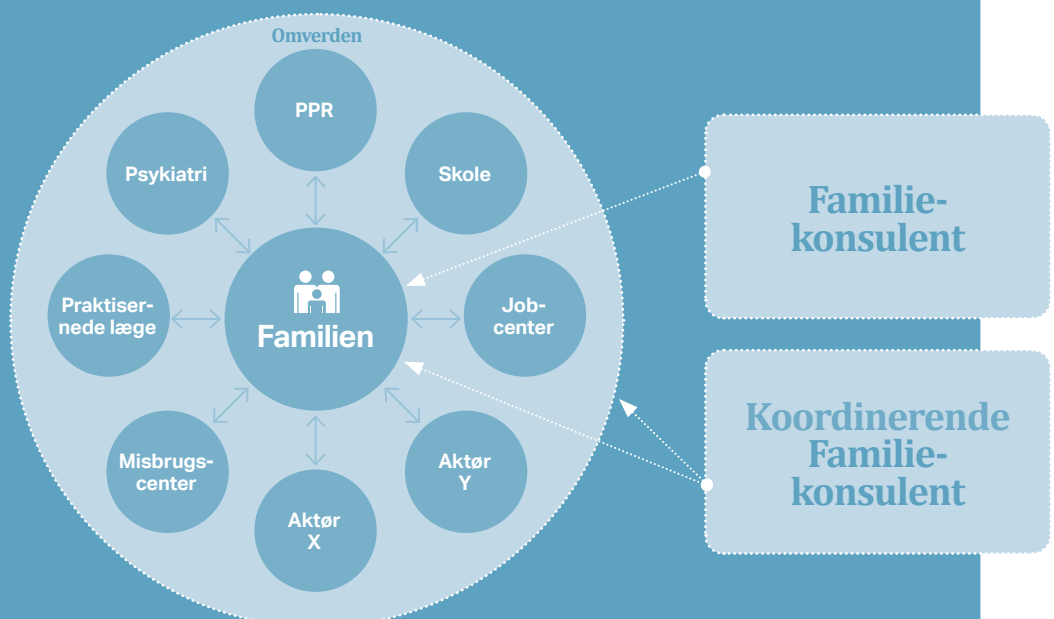 Omverden
PPR
Psykiatri
Skole
Praktiser-
nede læge
Familien
Job-
center
Misbrugs-
center
Aktør
X
Aktør
Y
Familie-
konsulent
Koordinerende
Familie-
konsulent